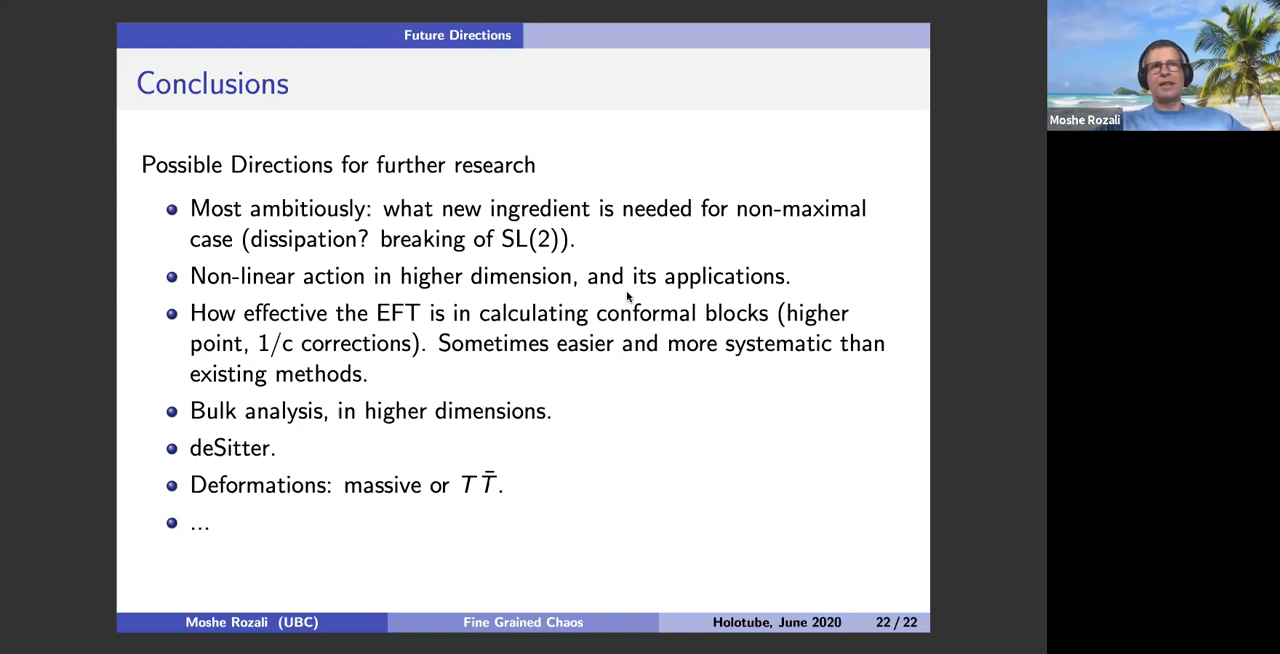 Future Directions
Conclusions
Moshe Rozali
Possible Directions for further research
Most ambitiously: what new ingredient is needed for non-maximal
case (dissipation? breaking of SL(2)).
Non-linear action in higher dimension, and its applications.
How effective the EFT is in calculating conformal blocks (higher
point, 1/c corrections). Sometimes easier and more systematic than
existing methods.
Bulk analysis, in higher dimensions.
deSitter.
Deformations: massive or T T̄.
...
Moshe Rozali (UBC)
Fine Grained Chaos
Holotube, June 2020
22 / 22